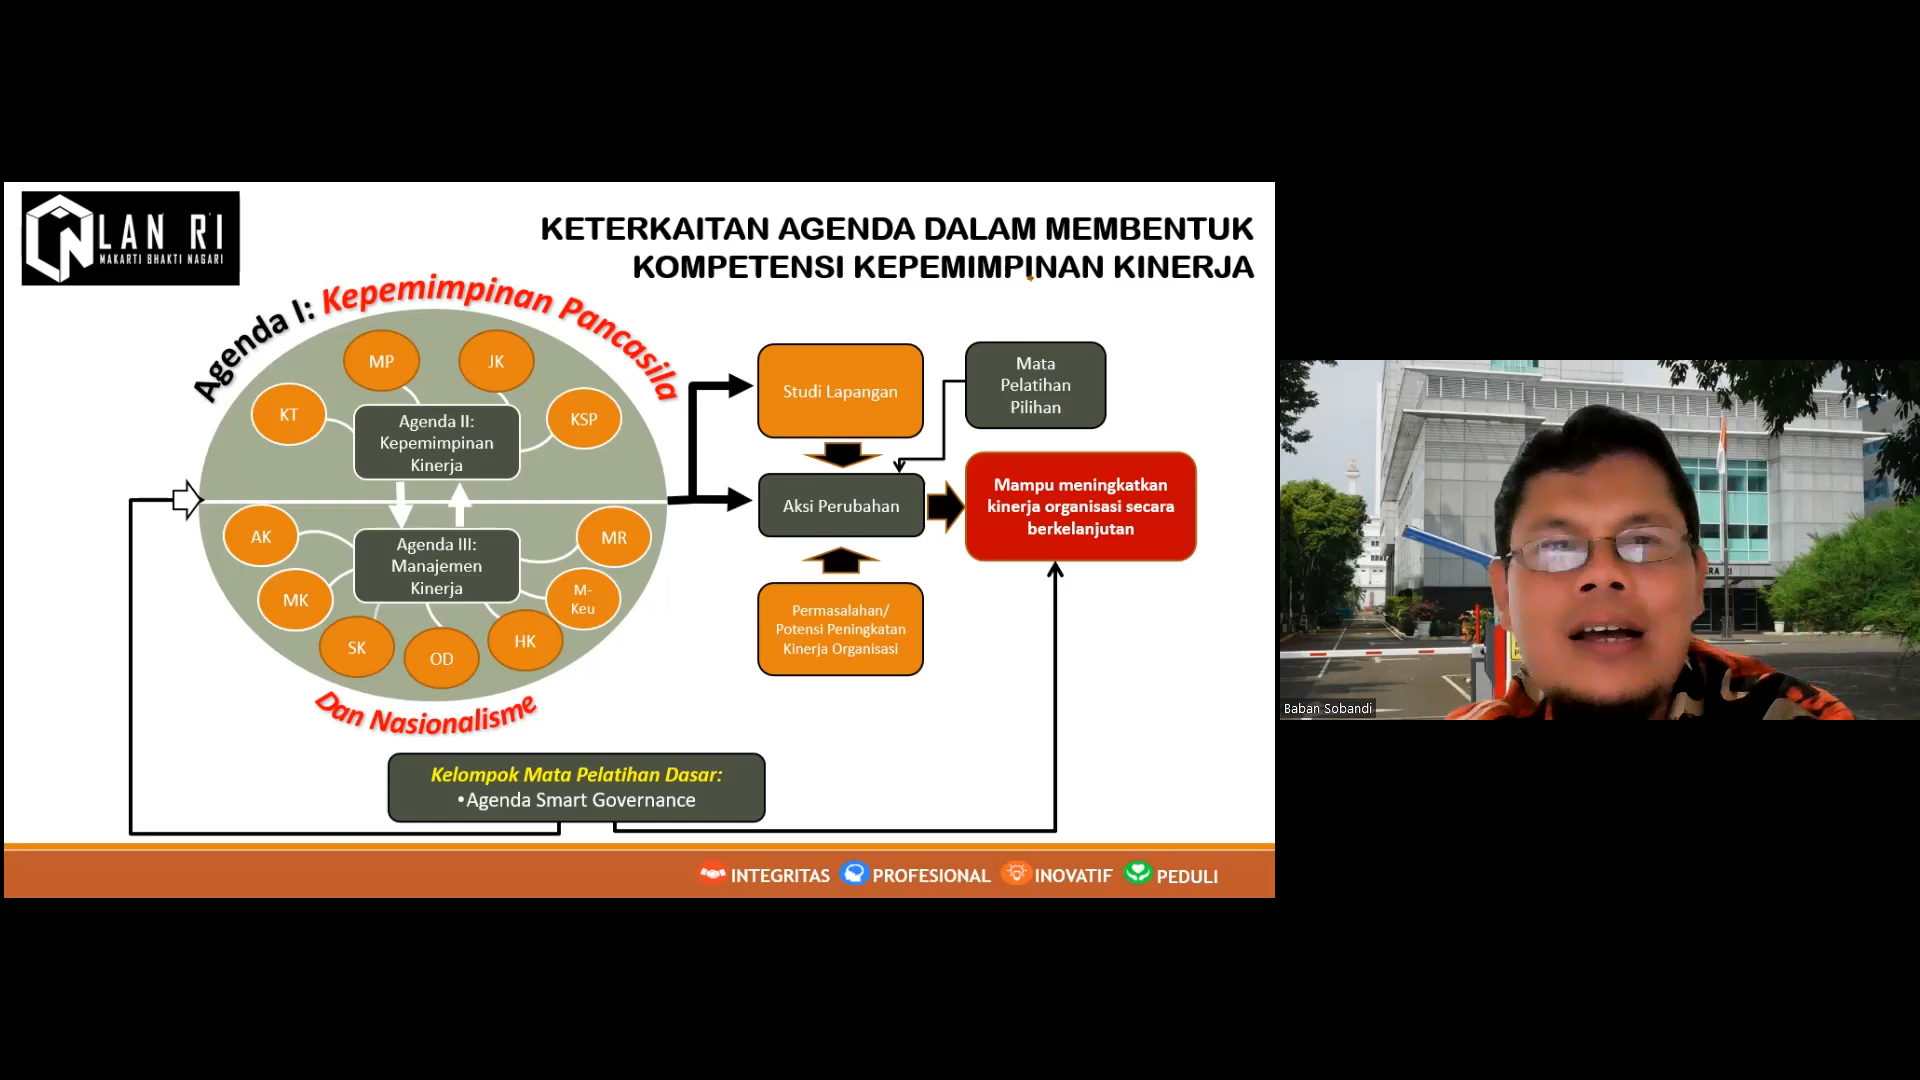 LAN RI
MAKARTI BHAKTI NAGARI
KETERKAITAN AGENDA DALAM MEMBENTUK
KOMPETENSI KEPEMIMPINAN KINERJA
Agenda I: Kepemimpinan Pancasila
MP
JK
KT
KSP
Agenda II:
Kepemimpinan
Kinerja
AK
MR
Agenda III:
Manajemen
Kinerja
MK
M-
Keu
SK
OD
HK
Dan Nasionalisme
Studi Lapangan
Mata
Pelatihan
Pilihan
Aksi Perubahan
Mampu meningkatkan
kinerja organisasi secara
berkelanjutan
Permasalahan/
Potensi Peningkatan
Kinerja Organisasi
Kelompok Mata Pelatihan Dasar:
•Agenda Smart Governance
INTEGRITAS PROFESIONAL INOVATIF PEDULI
Baban Sobandi